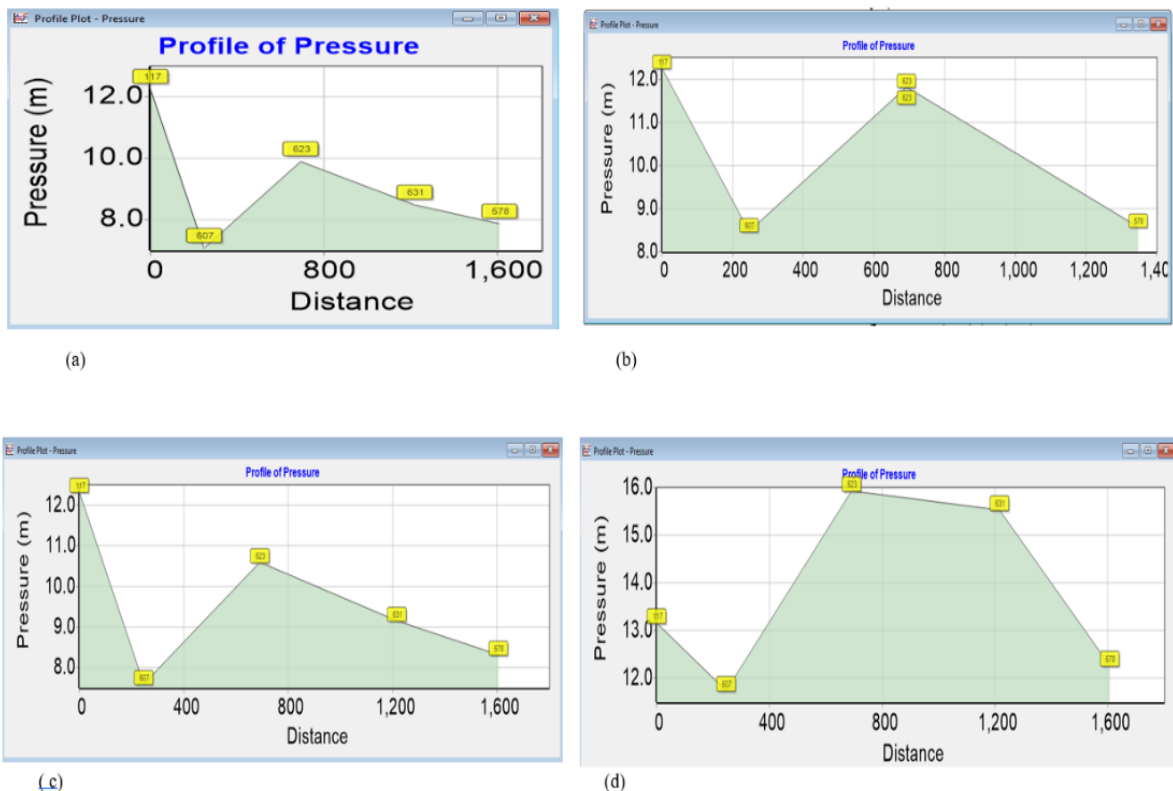 Profile Plot - Pressure
Profile of Pressure
Pressure (m)
12.0
10.0
8.0
117
607
623
631
578
0 800 1,600
Distance
(a)
Profile Plot - Pressure
Profile of Pressure
Pressure (m)
12.0
11.0
10.0
9.0
8.0
117
607
623
623
578
0 200 400 600 800 1,000 1,200 1,40
Distance
(b)
Profile Plot - Pressure
Profile of Pressure
Pressure (m)
12.0
11.0
10.0
9.0
8.0
117
607
623
631
578
0 400 800 1,200 1,600
Distance
( c)
Profile Plot - Pressure
Profile of Pressure
Pressure (m)
16.0
15.0
14.0
13.0
12.0
117
607
623
631
578
0 400 800 1,200 1,600
Distance
(d)